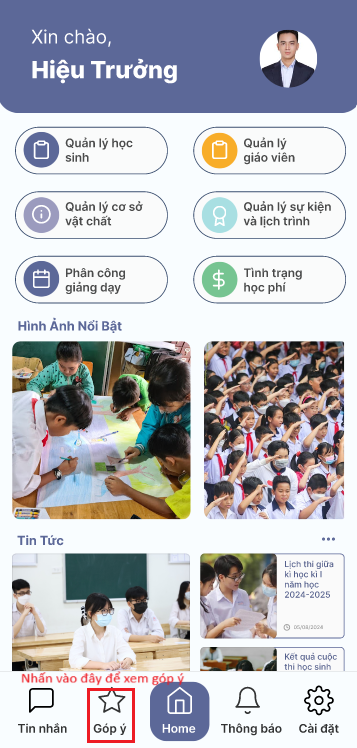 Xin chào,
Hiệu Trưởng
Quản lý học
sinh
Quản lý
giáo viên
Quản lý cơ sở
vật chất
Quản lý sự kiện
và lịch trình
Phân công
giảng dạy
Tình trạng
học phí
Hình Ảnh Nổi Bật
Tin Tức
Lịch thi giữa
kì học kì I
năm học
2024-2025
05/08/2024
Kết quả cuộc
thi học sinh
Nhấn vào đây để xem góp ý
Tin nhắn
Góp ý
Home
Thông báo
Cài đặt